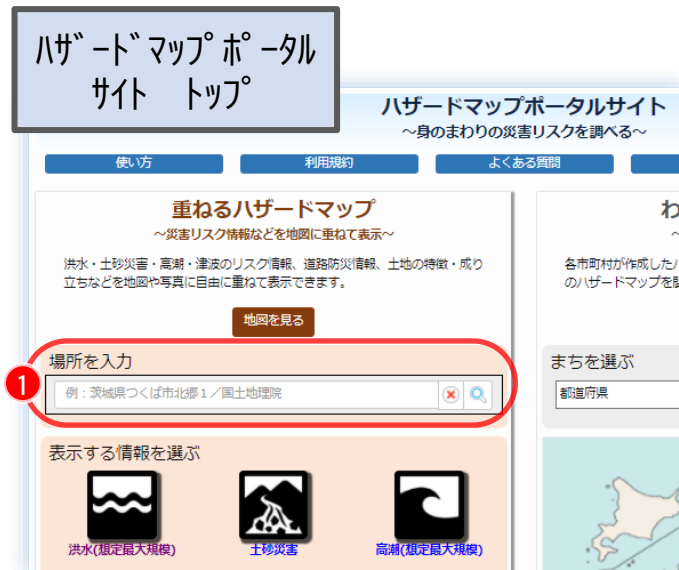 ハザードマップポータル
サイト　トップ
ハザードマップポータルサイト
～身のまわりの災害リスクを調べる～
使い方
利用規約
よくある質問
重ねるハザードマップ
～災害リスク情報などを地図に重ねて表示～
洪水・土砂災害・高潮・津波のリスク情報、道路防災情報、土地の特徴・成り
立ちなどを地図や写真に自由に重ねて表示できます。
地図を見る
1
場所を入力
例：茨城県つくば市北郷１／国土地理院
表示する情報を選ぶ
洪水(想定最大規模)
土砂災害
高潮(想定最大規模)
わ
～
各市町村が作成したハ
のハザードマップを閲
まちを選ぶ
都道府県